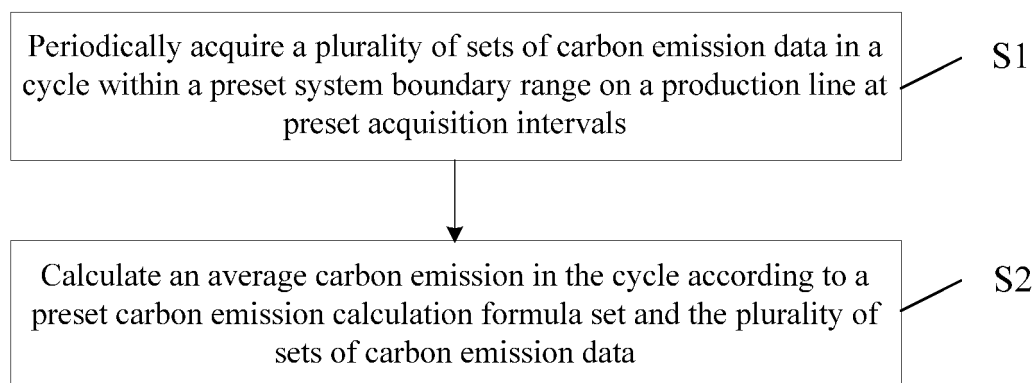 Periodically acquire a plurality of sets of carbon emission data in a
cycle within a preset system boundary range on a production line at
preset acquisition intervals
S1
Calculate an average carbon emission in the cycle according to a
preset carbon emission calculation formula set and the plurality of
sets of carbon emission data
S2